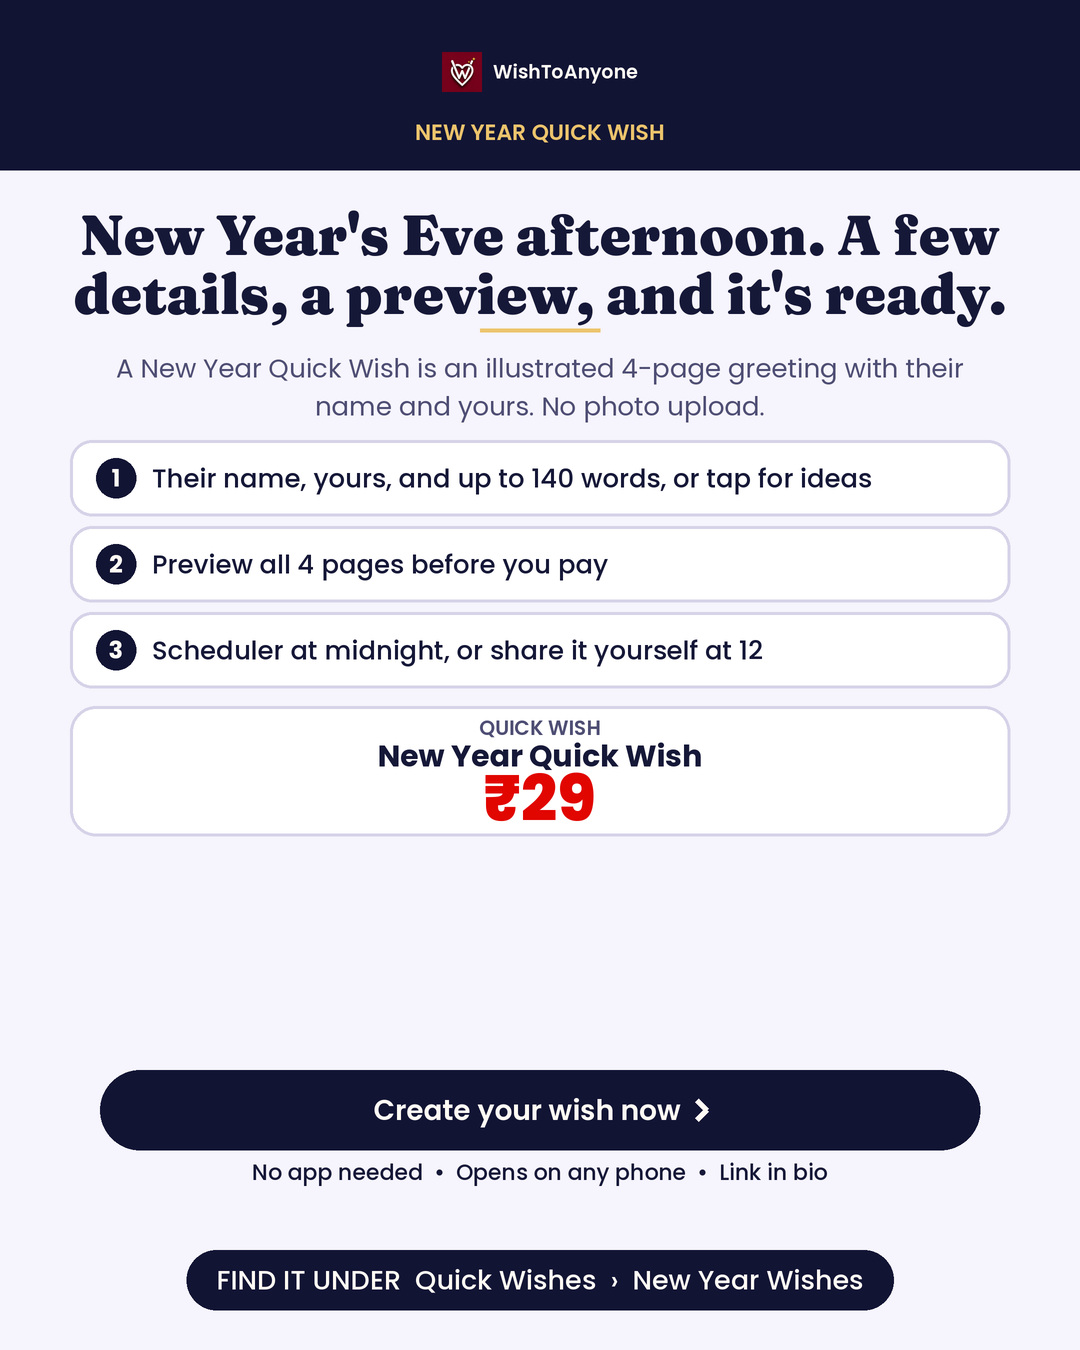 WishToAnyone
NEW YEAR QUICK WISH
New Year's Eve afternoon. A few
details, a preview, and it's ready.
A New Year Quick Wish is an illustrated 4-page greeting with their
name and yours. No photo upload.
1 Their name, yours, and up to 140 words, or tap for ideas
2 Preview all 4 pages before you pay
3 Scheduler at midnight, or share it yourself at 12
QUICK WISH
New Year Quick Wish
₹29
Create your wish now ›
No app needed • Opens on any phone • Link in bio
FIND IT UNDER Quick Wishes › New Year Wishes